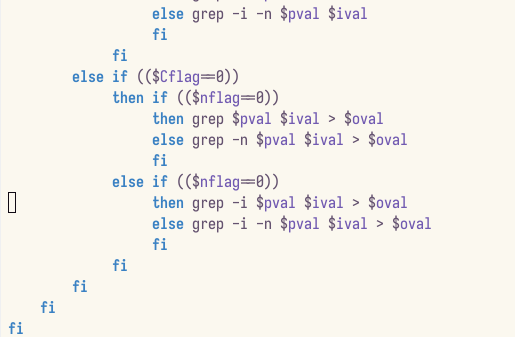 else grep -i -n $pval $ival
fi
fi
else if (($Cflag==0))
then if (($nflag==0))
then grep $pval $ival > $oval
else grep -n $pval $ival > $oval
fi
else if (($nflag==0))
then grep -i $pval $ival > $oval
else grep -i -n $pval $ival > $oval
fi
fi
fi
fi
fi